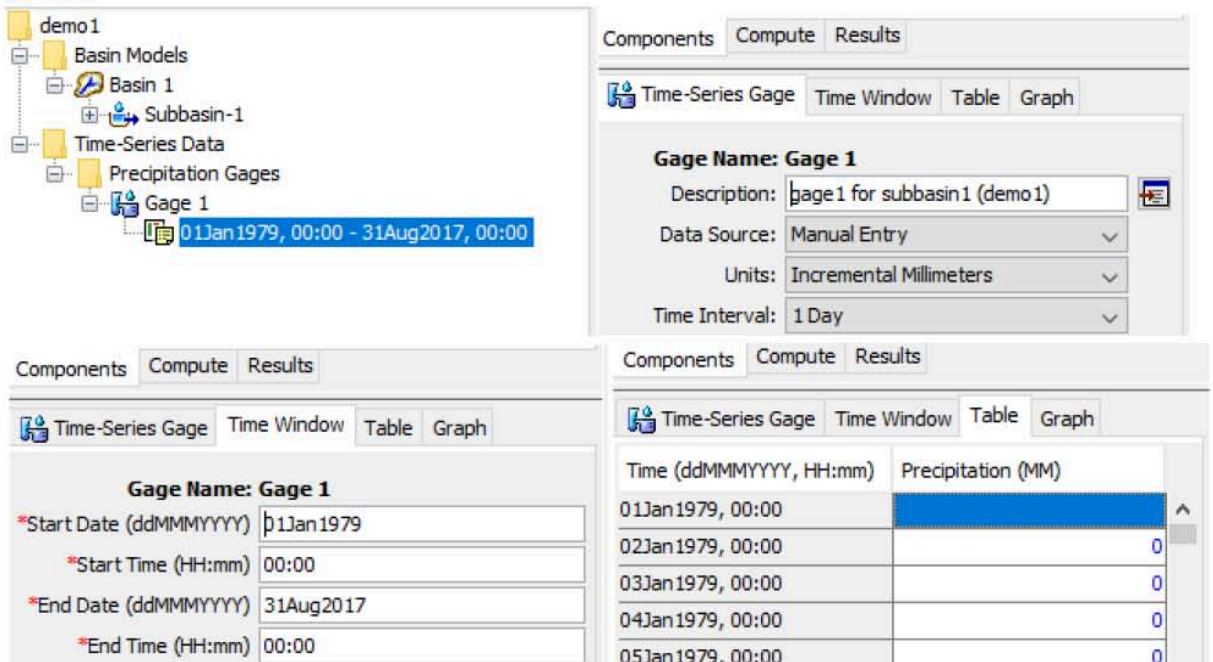 demo1
Basin Models
Basin 1
Subbasin-1
Time-Series Data
Precipitation Gages
Gage 1
01Jan1979, 00:00 - 31Aug2017, 00:00
Components Compute Results
Time-Series Gage Time Window Table Graph
Gage Name: Gage 1
Description: gage1 for subbasin1 (demo1)
Data Source: Manual Entry
Units: Incremental Millimeters
Time Interval: 1 Day
Components Compute Results
Time-Series Gage Time Window Table Graph
Gage Name: Gage 1
*Start Date (ddMMMYYYY) 01Jan1979
*Start Time (HH:mm) 00:00
*End Date (ddMMMYYYY) 31Aug2017
*End Time (HH:mm) 00:00
Components Compute Results
Time-Series Gage Time Window Table Graph
Time (ddMMMYYYY, HH:mm) Precipitation (MM)
01Jan1979, 00:00
02Jan1979, 00:00 0
03Jan1979, 00:00 0
04Jan1979, 00:00 0
05Jan1979, 00:00 0